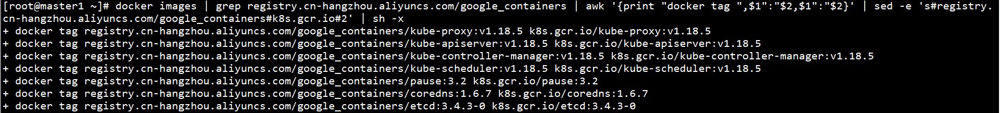 [root@master1 ~]# docker images | grep registry.cn-hangzhou.aliyuncs.com/google_containers | awk '{print "docker tag ",$1":"$2,$1":"$2}' | sed -e 's#registry.
cn-hangzhou.aliyuncs.com/google_containers#k8s.gcr.io#2' | sh -x
+ docker tag registry.cn-hangzhou.aliyuncs.com/google_containers/kube-proxy:v1.18.5 k8s.gcr.io/kube-proxy:v1.18.5
+ docker tag registry.cn-hangzhou.aliyuncs.com/google_containers/kube-apiserver:v1.18.5 k8s.gcr.io/kube-apiserver:v1.18.5
+ docker tag registry.cn-hangzhou.aliyuncs.com/google_containers/kube-controller-manager:v1.18.5 k8s.gcr.io/kube-controller-manager:v1.18.5
+ docker tag registry.cn-hangzhou.aliyuncs.com/google_containers/kube-scheduler:v1.18.5 k8s.gcr.io/kube-scheduler:v1.18.5
+ docker tag registry.cn-hangzhou.aliyuncs.com/google_containers/pause:3.2 k8s.gcr.io/pause:3.2
+ docker tag registry.cn-hangzhou.aliyuncs.com/google_containers/coredns:1.6.7 k8s.gcr.io/coredns:1.6.7
+ docker tag registry.cn-hangzhou.aliyuncs.com/google_containers/etcd:3.4.3-0 k8s.gcr.io/etcd:3.4.3-0